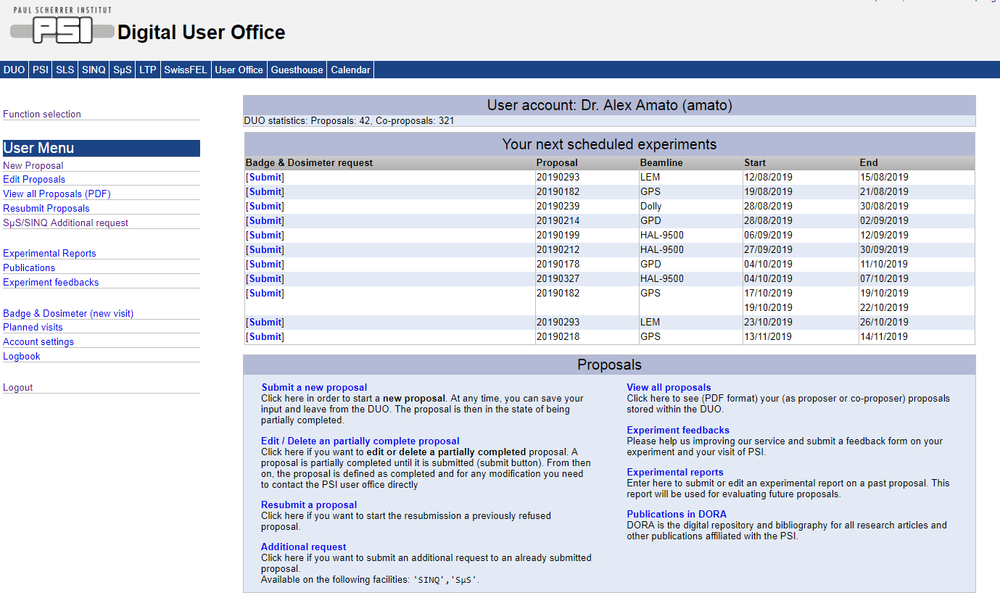 PAUL SCHERRER INSTITUT
PSI
Digital User Office
DUO PSI SLS SINQ SµS LTP SwissFEL User Office Guesthouse Calendar
Function selection
User Menu
New Proposal
Edit Proposals
View all Proposals (PDF)
Resubmit Proposals
SµS/SINQ Additional request
Experimental Reports
Publications
Experiment feedbacks
Badge & Dosimeter (new visit)
Planned visits
Account settings
Logbook
Logout
User account: Dr. Alex Amato (amato)
DUO statistics: Proposals: 42, Co-proposals: 321
Your next scheduled experiments
Badge & Dosimeter request Proposal Beamline Start End
[Submit] 20190293 LEM 12/08/2019 15/08/2019
[Submit] 20190182 GPS 19/08/2019 21/08/2019
[Submit] 20190239 Dolly 28/08/2019 30/08/2019
[Submit] 20190214 GPD 28/08/2019 02/09/2019
[Submit] 20190199 HAL-9500 06/09/2019 12/09/2019
[Submit] 20190212 HAL-9500 27/09/2019 30/09/2019
[Submit] 20190178 GPD 04/10/2019 11/10/2019
[Submit] 20190327 HAL-9500 04/10/2019 07/10/2019
[Submit] 20190182 GPS 17/10/2019 19/10/2019
19/10/2019 22/10/2019
[Submit] 20190293 LEM 23/10/2019 26/10/2019
[Submit] 20190218 GPS 13/11/2019 14/11/2019
Proposals
Submit a new proposal
Click here in order to start a new proposal. At any time, you can save your
input and leave from the DUO. The proposal is then in the state of being
partially completed.
Edit / Delete an partially complete proposal
Click here if you want to edit or delete a partially completed proposal. A
proposal is partially completed until it is submitted (submit button). From then
on, the proposal is defined as completed and for any modification you need
to contact the PSI user office directly
Resubmit a proposal
Click here if you want to start the resubmission a previously refused
proposal.
Additional request
Click here if you want to submit an additional request to an already submitted
proposal.
Available on the following facilities: 'SINQ','SµS'.
View all proposals
Click here to see (PDF format) your (as proposer or co-proposer) proposals
stored within the DUO.
Experiment feedbacks
Please help us improving our service and submit a feedback form on your
experiment and your visit of PSI.
Experimental reports
Enter here to submit or edit an experimental report on a past proposal. This
report will be used for evaluating future proposals.
Publications in DORA
DORA is the digital repository and bibliography for all research articles and
other publications affiliated with the PSI.